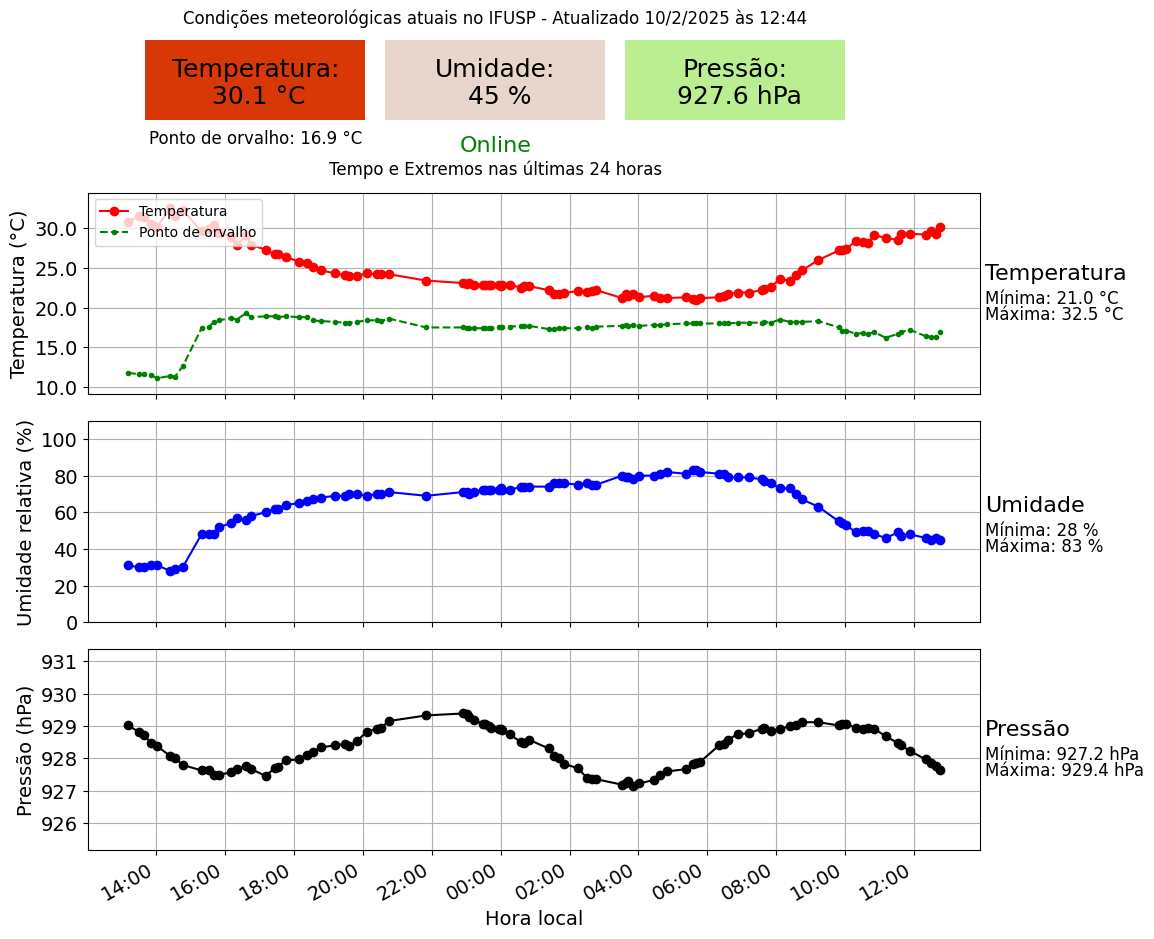 Condições meteorológicas atuais no IFUSP - Atualizado 10/2/2025 às 12:44
Temperatura:
30.1 °C
Umidade:
45 %
Pressão:
927.6 hPa
Ponto de orvalho: 16.9 °C
Online
Tempo e Extremos nas últimas 24 horas
Temperatura (°C)
30.0
25.0
20.0
15.0
10.0
Temperatura
Ponto de orvalho
Temperatura
Mínima: 21.0 °C
Máxima: 32.5 °C
Umidade relativa (%)
100
80
60
40
20
0
Umidade
Mínima: 28 %
Máxima: 83 %
Pressão (hPa)
931
930
929
928
927
926
Pressão
Mínima: 927.2 hPa
Máxima: 929.4 hPa
14:00 16:00 18:00 20:00 22:00 00:00 02:00 04:00 06:00 08:00 10:00 12:00
Hora local